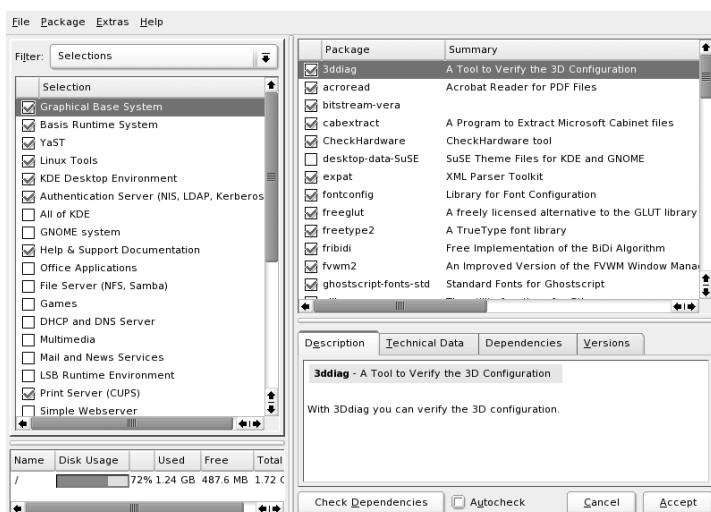 File Package Extras Help
Filter: Selections
Selection
Graphical Base System
Basis Runtime System
YaST
Linux Tools
KDE Desktop Environment
Authentication Server (NIS, LDAP, Kerberos
All of KDE
GNOME system
Help & Support Documentation
Office Applications
File Server (NFS, Samba)
Games
DHCP and DNS Server
Multimedia
Mail and News Services
LSB Runtime Environment
Print Server (CUPS)
Simple Webserver
Name Disk Usage Used Free Total
/ 72% 1.24 GB 487.6 MB 1.72
Package Summary
3ddiag A Tool to Verify the 3D Configuration
acroread Acrobat Reader for PDF Files
bitstream-vera
cabextract A Program to Extract Microsoft Cabinet files
CheckHardware CheckHardware tool
desktop-data-SuSE SuSE Theme Files for KDE and GNOME
expat XML Parser Toolkit
fontconfig Library for Font Configuration
freeglut A freely licensed alternative to the GLUT library
freetype2 A TrueType font library
fribidi Free Implementation of the BiDi Algorithm
fvwm2 An Improved Version of the FVWM Window Mana
ghostscript-fonts-std Standard Fonts for Ghostscript
Description Technical Data Dependencies Versions
3ddiag - A Tool to Verify the 3D Configuration
With 3Ddiag you can verify the 3D configuration.
Check Dependencies Autocheck Cancel Accept